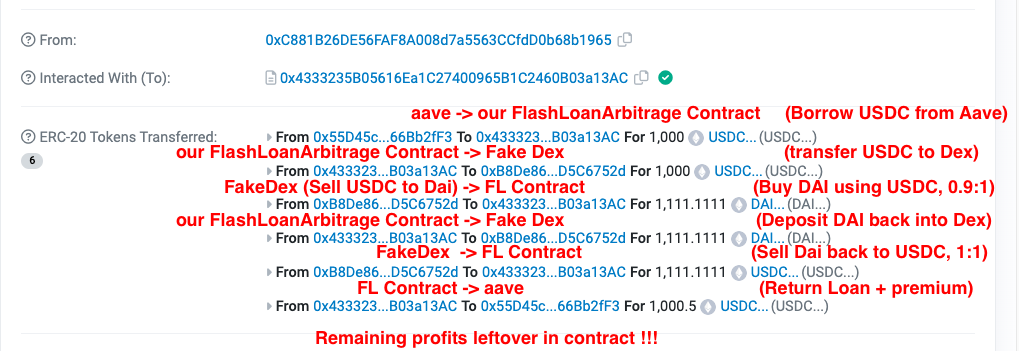 From: 0xC881B26DE56FAF8A008d7a5563CCfdD0b68b1965
Interacted With (To): 0x4333235B05616Ea1C27400965B1C2460B03a13AC
aave -> our FlashLoanArbitrage Contract (Borrow USDC from Aave)
ERC-20 Tokens Transferred: From 0x55D45c...66Bb2fF3 To 0x433323...B03a13AC For 1,000 USDC... (USDC...)
our FlashLoanArbitrage Contract -> Fake Dex (transfer USDC to Dex)
6 From 0x433323...B03a13AC To 0xB8De86...D5C6752d For 1,000 USDC... (USDC...)
FakeDex (Sell USDC to Dai) -> FL Contract (Buy DAI using USDC, 0.9:1)
From 0xB8De86...D5C6752d To 0x433323...B03a13AC For 1,111.1111 DAI... (DAI...)
our FlashLoanArbitrage Contract -> Fake Dex (Deposit DAI back into Dex)
From 0x433323...B03a13AC To 0xB8De86...D5C6752d For 1,111.1111 DAI... (DAI...)
FakeDex -> FL Contract (Sell Dai back to USDC, 1:1)
From 0xB8De86...D5C6752d To 0x433323...B03a13AC For 1,111.1111 USDC... (USDC...)
FL Contract -> aave (Return Loan + premium)
From 0x433323...B03a13AC To 0x55D45c...66Bb2fF3 For 1,000.5 USDC... (USDC...)
Remaining profits leftover in contract !!!